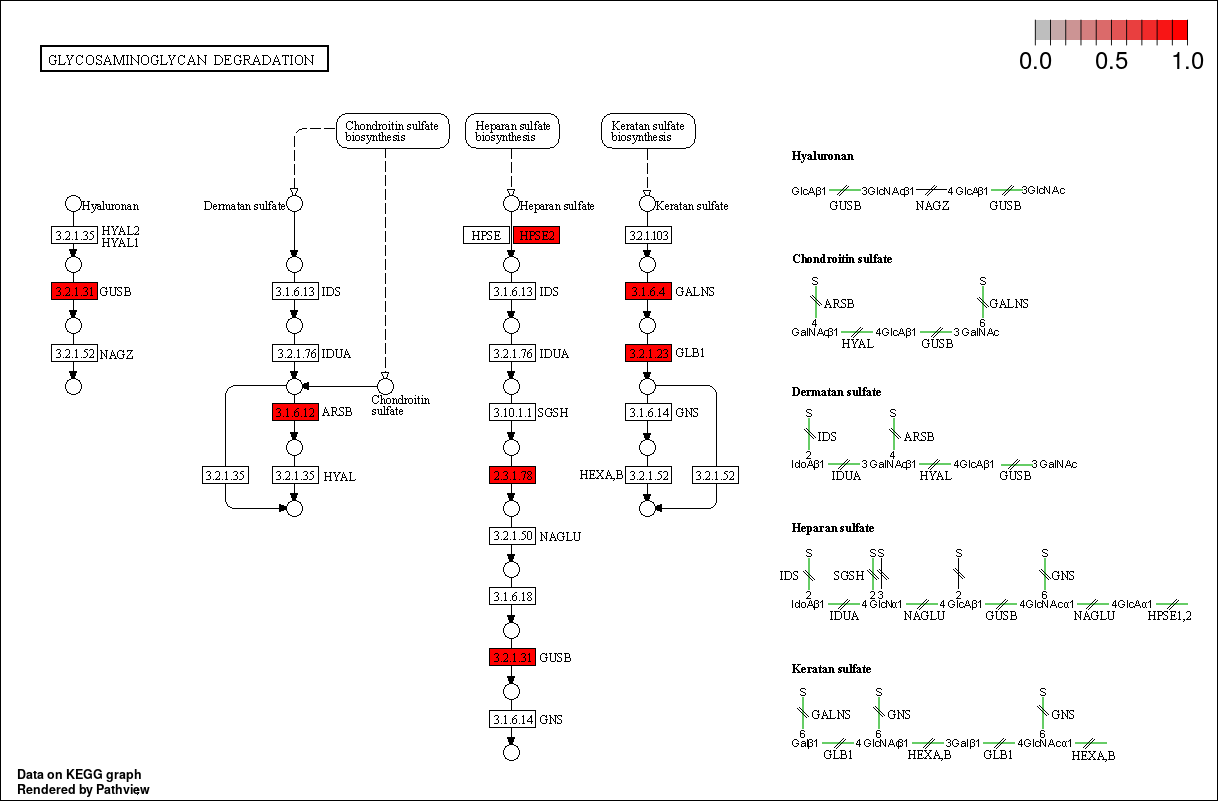 GLYCOSAMINOGLYCAN DEGRADATION
0.0 0.5 1.0
Chondroitin sulfate
biosynthesis
Heparan sulfate
biosynthesis
Keratan sulfate
biosynthesis
Hyaluronan
Dermatan sulfate
Heparan sulfate
Keratan sulfate
3.2.1.35 HYAL2
HYAL1
HPSE HPSE2
3.2.1.103
3.2.1.31 GUSB
3.1.6.13 IDS
3.1.6.13 IDS
3.1.6.4 GALNS
3.2.1.52 NAGZ
3.2.1.76 IDUA
3.2.1.76 IDUA
3.2.1.23 GLB1
Chondroitin
sulfate
3.1.6.12 ARSB
3.10.1.1 SGSH
3.1.6.14 GNS
3.2.1.35
3.2.1.35 HYAL
2.3.1.78
HEXA,B 3.2.1.52
3.2.1.52
3.2.1.50 NAGLU
3.1.6.18
3.2.1.31 GUSB
3.1.6.14 GNS
Hyaluronan
GlcAβ1 3GlcNAcβ1 4 GlcAβ1 3GlcNAc
GUSB NAGZ GUSB
Chondroitin sulfate
S S
ARSB GALNS
4 6
GalNAcβ1 4GlcAβ1 3 GalNAc
HYAL GUSB
Dermatan sulfate
S S
IDS ARSB
2 4
IdoAβ1 3 GalNAcβ1 4GlcAβ1 3 GalNAc
IDUA HYAL GUSB
Heparan sulfate
S S S S S
IDS SGSH GNS
2 2 3 2 6
IdoAβ1 4 GlcNα1 4 GlcAβ1 4GlcNAcα1 4GlcAα1
IDUA NAGLU GUSB NAGLU HPSE1,2
Keratan sulfate
S S S
GALNS GNS GNS
6 6 6
Galβ1 4 GlcNAcβ1 3Galβ1 4GlcNAcα1
GLB1 HEXA,B GLB1 HEXA,B
Data on KEGG graph
Rendered by Pathview